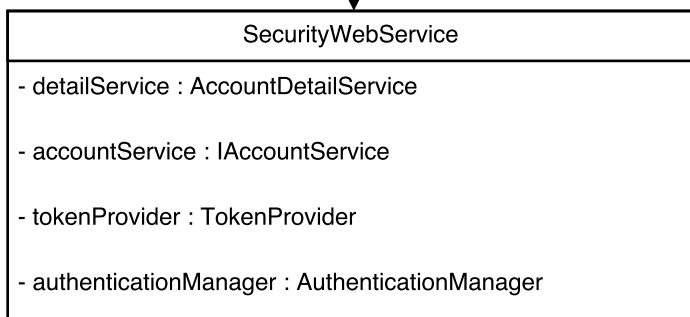 SecurityWebService
- detailService : AccountDetailService
- accountService : IAccountService
- tokenProvider : TokenProvider
- authenticationManager : AuthenticationManager